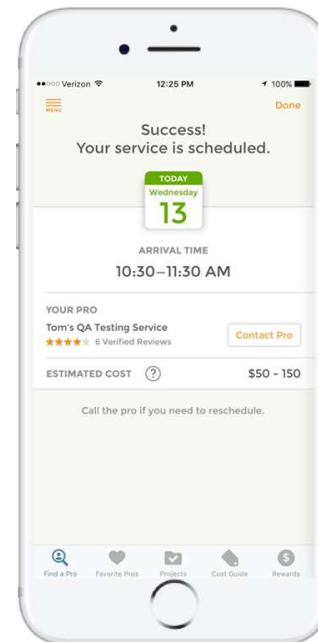 Verizon 12:25 PM 100%
MENU Done
Success!
Your service is scheduled.
TODAY
Wednesday
13
ARRIVAL TIME
10:30–11:30 AM
YOUR PRO
Tom's QA Testing Service
6 Verified Reviews
Contact Pro
ESTIMATED COST ? $50 - 150
Call the pro if you need to reschedule.
Find a Pro Favorite Pros Projects Cost Guide Rewards